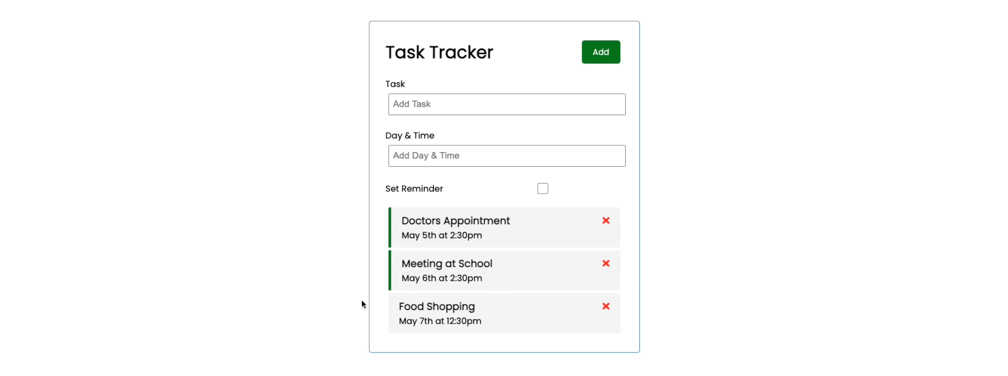 Task Tracker
Add
Task
Add Task
Day & Time
Add Day & Time
Set Reminder
Doctors Appointment
May 5th at 2:30pm
Meeting at School
May 6th at 2:30pm
Food Shopping
May 7th at 12:30pm